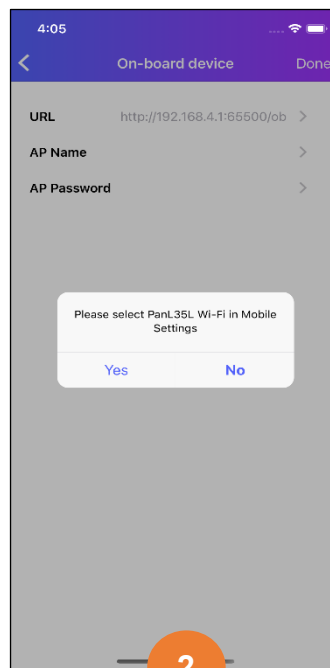 4:05
On-board device Done
URL http://192.168.4.1:65500/ob
AP Name
AP Password
Please select PanL35L Wi-Fi in Mobile
Settings
Yes No
2